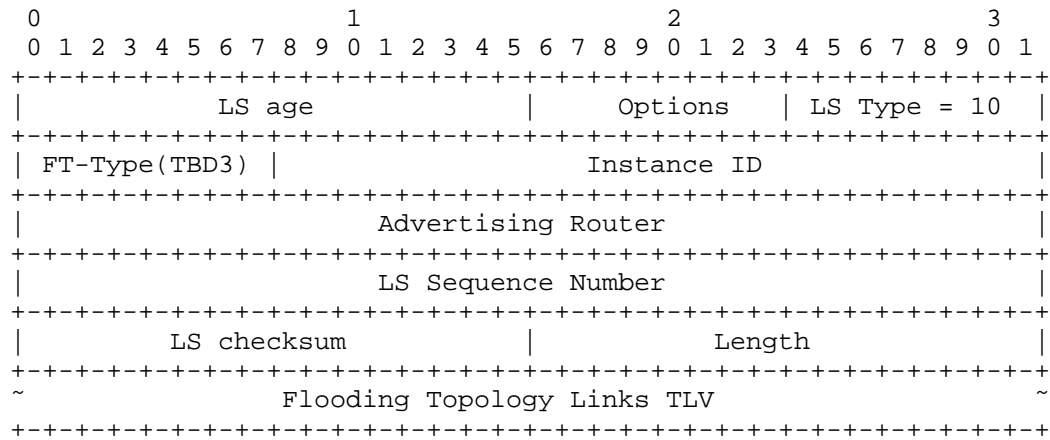 0                   1                   2                   3
 0 1 2 3 4 5 6 7 8 9 0 1 2 3 4 5 6 7 8 9 0 1 2 3 4 5 6 7 8 9 0 1
+-+-+-+-+-+-+-+-+-+-+-+-+-+-+-+-+-+-+-+-+-+-+-+-+-+-+-+-+-+-+-+-+
|            LS age             |     Options   | LS Type = 10  |
+-+-+-+-+-+-+-+-+-+-+-+-+-+-+-+-+-+-+-+-+-+-+-+-+-+-+-+-+-+-+-+-+
| FT-Type(TBD3) |                   Instance ID                 |
+-+-+-+-+-+-+-+-+-+-+-+-+-+-+-+-+-+-+-+-+-+-+-+-+-+-+-+-+-+-+-+-+
|                      Advertising Router                       |
+-+-+-+-+-+-+-+-+-+-+-+-+-+-+-+-+-+-+-+-+-+-+-+-+-+-+-+-+-+-+-+-+
|                      LS Sequence Number                       |
+-+-+-+-+-+-+-+-+-+-+-+-+-+-+-+-+-+-+-+-+-+-+-+-+-+-+-+-+-+-+-+-+
|         LS checksum           |           Length              |
+-+-+-+-+-+-+-+-+-+-+-+-+-+-+-+-+-+-+-+-+-+-+-+-+-+-+-+-+-+-+-+-+
~                Flooding Topology Links TLV                    ~
+-+-+-+-+-+-+-+-+-+-+-+-+-+-+-+-+-+-+-+-+-+-+-+-+-+-+-+-+-+-+-+-+